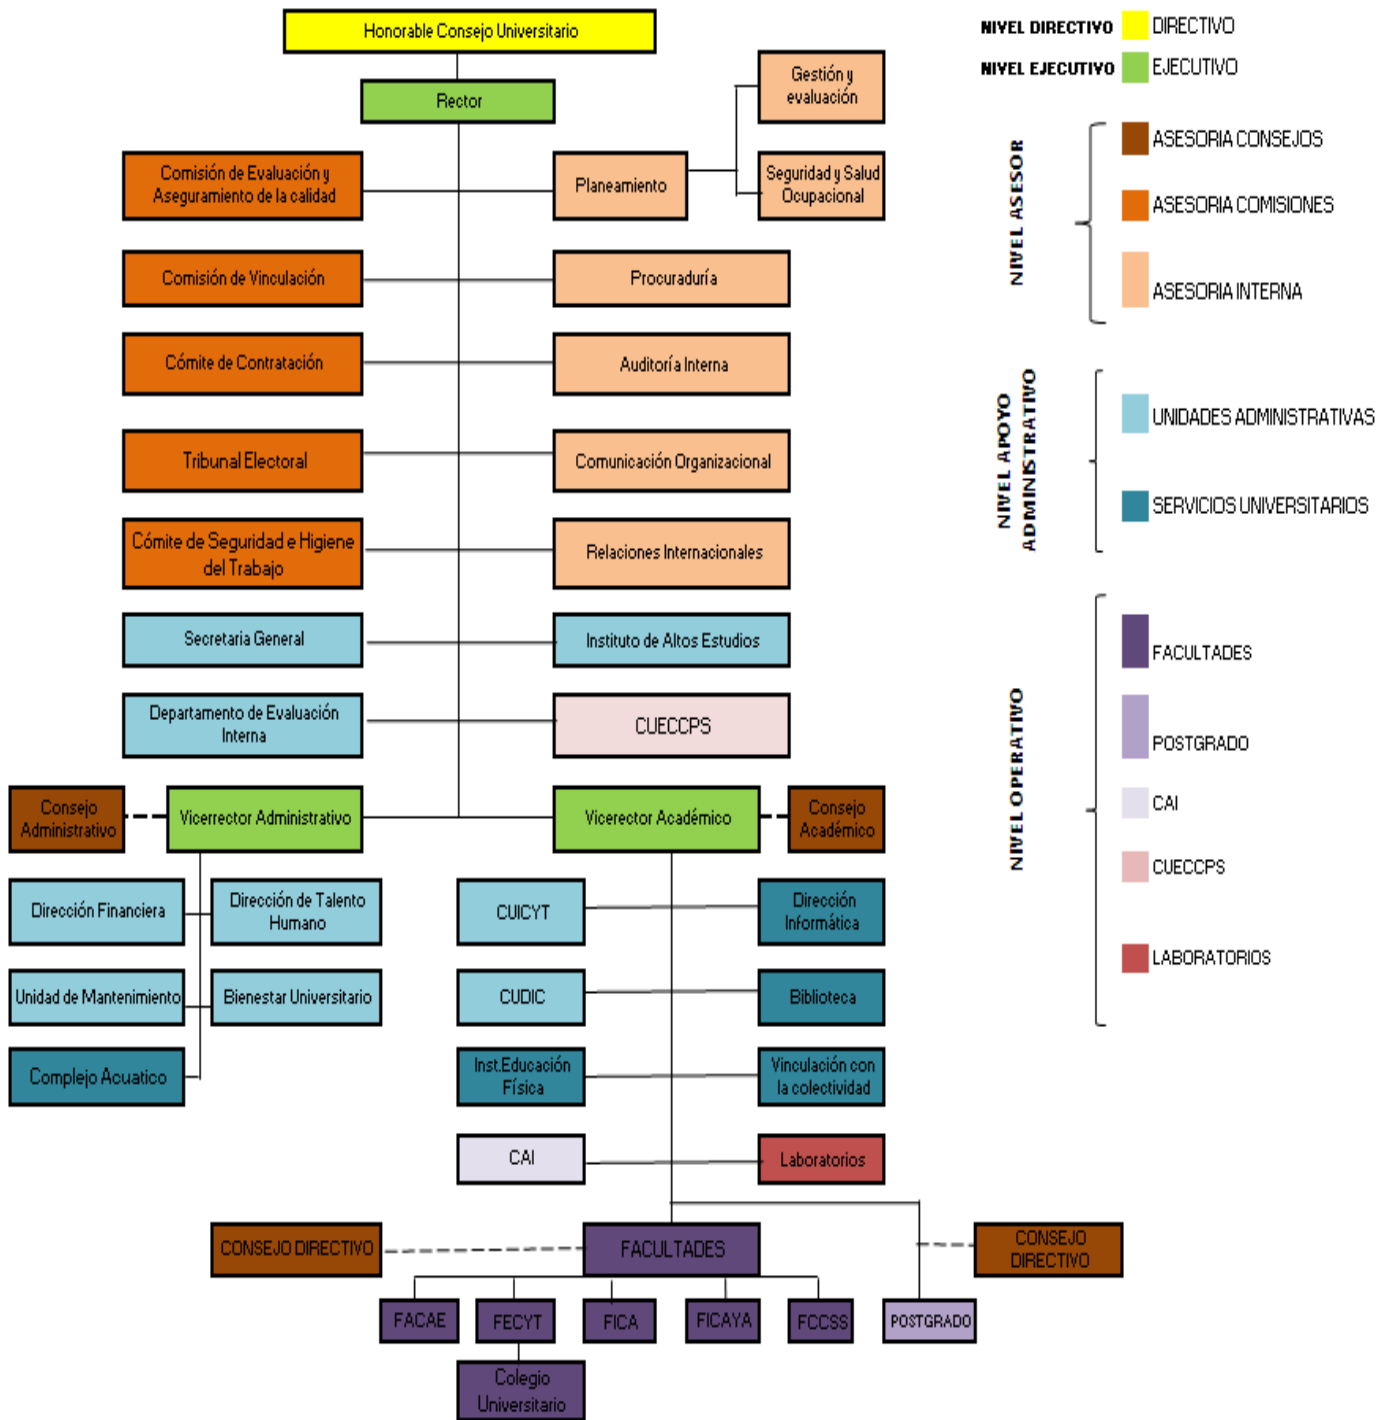 Honorable Consejo Universitario
Rector
Gestión y
evaluación
Comisión de Evaluación y
Aseguramiento de la calidad
Planeamiento
Seguridad y Salud
Ocupacional
Comisión de Vinculación
Procuraduría
Cómite de Contratación
Auditoría Interna
Tribunal Electoral
Comunicación Organizacional
Cómite de Seguridad e Higiene
del Trabajo
Relaciones Internacionales
Secretaria General
Instituto de Altos Estudios
Departamento de Evaluación
Interna
CUECCPS
Consejo
Administrativo
Vicerrector Administrativo
Vicerector Académico
Consejo
Académico
Dirección Financiera
Dirección de Talento
Humano
CUICYT
Dirección
Informática
Unidad de Mantenimiento
Bienestar Universitario
CUDIC
Biblioteca
Complejo Acuatico
Inst.Educación
Física
Vinculación con
la colectividad
CAI
Laboratorios
CONSEJO DIRECTIVO
FACULTADES
CONSEJO
DIRECTIVO
FACAE
FECYT
FICA
FICAYA
FCCSS
POSTGRADO
Colegio
Universitario
NIVEL DIRECTIVO
DIRECTIVO
NIVEL EJECUTIVO
EJECUTIVO
NIVEL ASESOR
ASESORIA CONSEJOS
ASESORIA COMISIONES
ASESORIA INTERNA
NIVEL APOYO
ADMINISTRATIVO
UNIDADES ADMINISTRATIVAS
SERVICIOS UNIVERSITARIOS
NIVEL OPERATIVO
FACULTADES
POSTGRADO
CAI
CUECCPS
LABORATORIOS